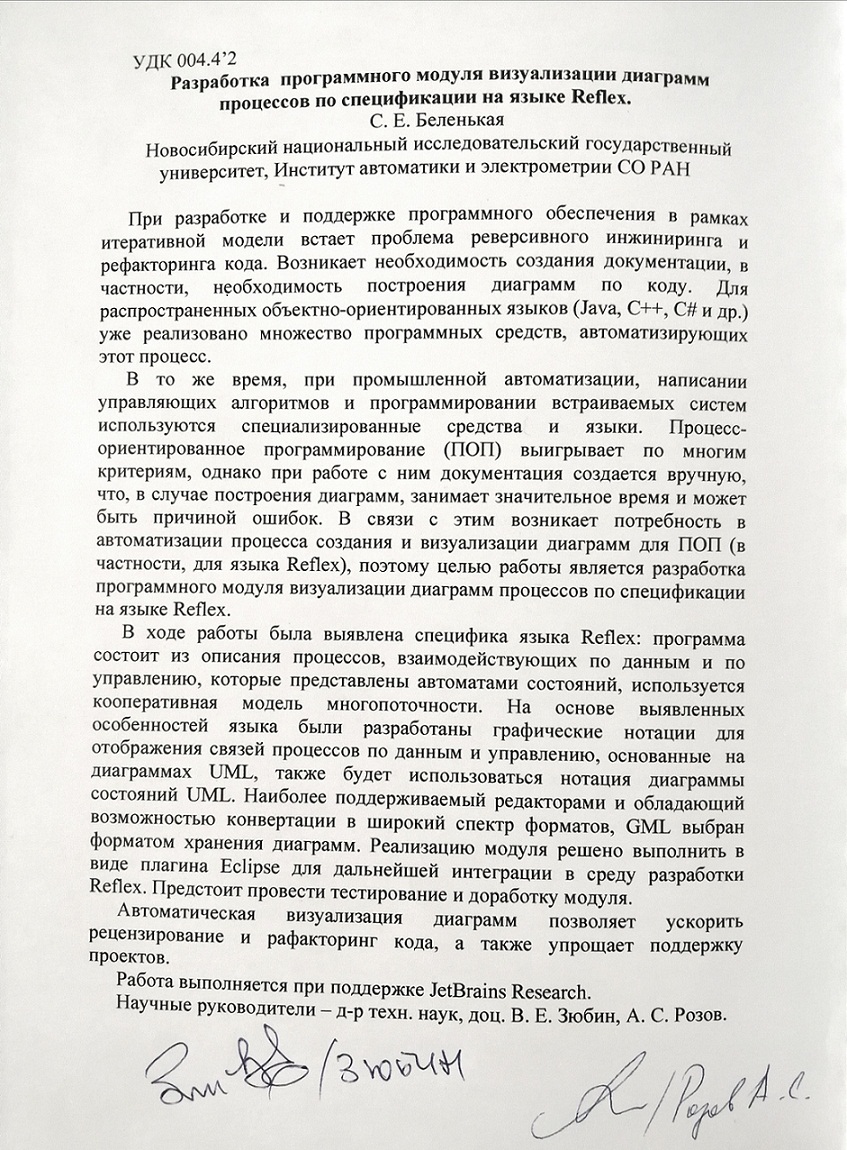 УДК 004.4’2
Разработка программного модуля визуализации диаграмм
процессов по спецификации на языке Reflex.
С. Е. Беленькая
Новосибирский национальный исследовательский государственный
университет, Институт автоматики и электрометрии СО РАН
При разработке и поддержке программного обеспечения в рамках
итеративной модели встает проблема реверсивного инжиниринга и
рефакторинга кода. Возникает необходимость создания документации, в
частности, необходимость построения диаграмм по коду. Для
распространенных объектно-ориентированных языков (Java, C++, C# и др.)
уже реализовано множество программных средств, автоматизирующих
этот процесс.
В то же время, при промышленной автоматизации, написании
управляющих алгоритмов и программировании встраиваемых систем
используются специализированные средства и языки. Процесс-
ориентированное программирование (ПОП) выигрывает по многим
критериям, однако при работе с ним документация создается вручную,
что, в случае построения диаграмм, занимает значительное время и может
быть причиной ошибок. В связи с этим возникает потребность в
автоматизации процесса создания и визуализации диаграмм для ПОП (в
частности, для языка Reflex), поэтому целью работы является разработка
программного модуля визуализации диаграмм процессов по спецификации
на языке Reflex.
В ходе работы была выявлена специфика языка Reflex: программа
состоит из описания процессов, взаимодействующих по данным и по
управлению, которые представлены автоматами состояний, используется
кооперативная модель многопоточности. На основе выявленных
особенностей языка были разработаны графические нотации для
отображения связей процессов по данным и управлению, основанные на
диаграммах UML, также будет использоваться нотация диаграммы
состояний UML. Наиболее поддерживаемый редакторами и обладающий
возможностью конвертации в широкий спектр форматов, GML выбран
форматом хранения диаграмм. Реализацию модуля решено выполнить в
виде плагина Eclipse для дальнейшей интеграции в среду разработки
Reflex. Предстоит провести тестирование и доработку модуля.
Автоматическая визуализация диаграмм позволяет ускорить
рецензирование и рафакторинг кода, а также упрощает поддержку
проектов.
Работа выполняется при поддержке JetBrains Research.
Научные руководители – д-р техн. наук, доц. В. Е. Зюбин, А. С. Розов.
/Зюбин
/Розов А.С.